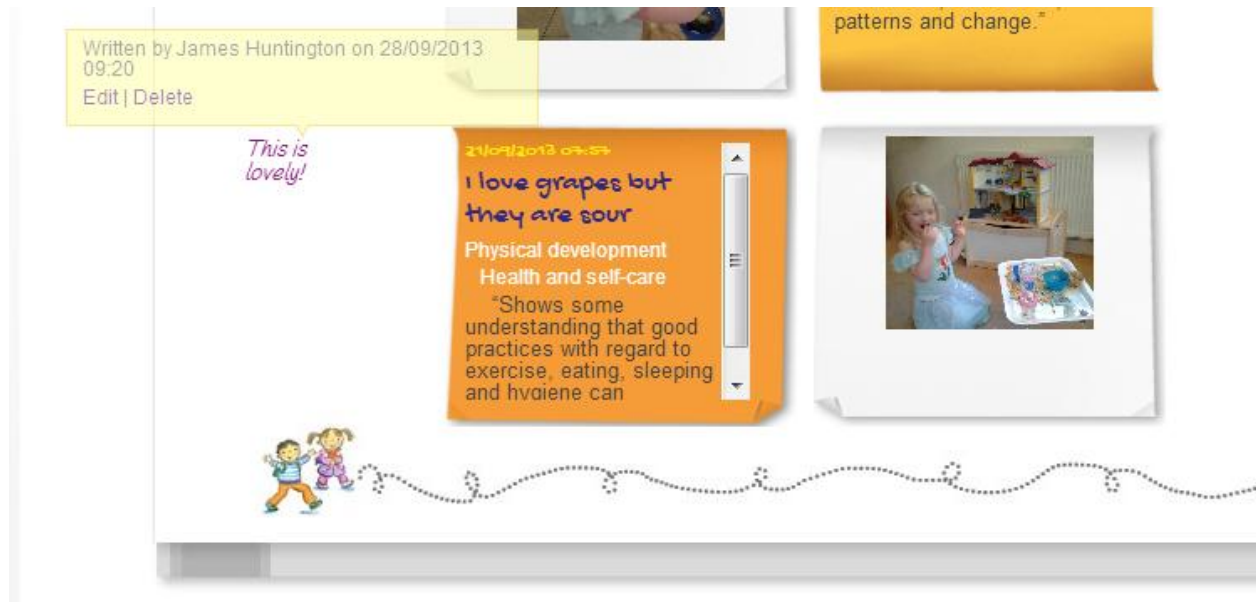 patterns and change.”
Written by James Huntington on 28/09/2013
09:20
Edit | Delete
This is
lovely!
21/09/2013 07:57
I love grapes but
they are sour
Physical development
Health and self-care
“Shows some
understanding that good
practices with regard to
exercise, eating, sleeping
and hygiene can